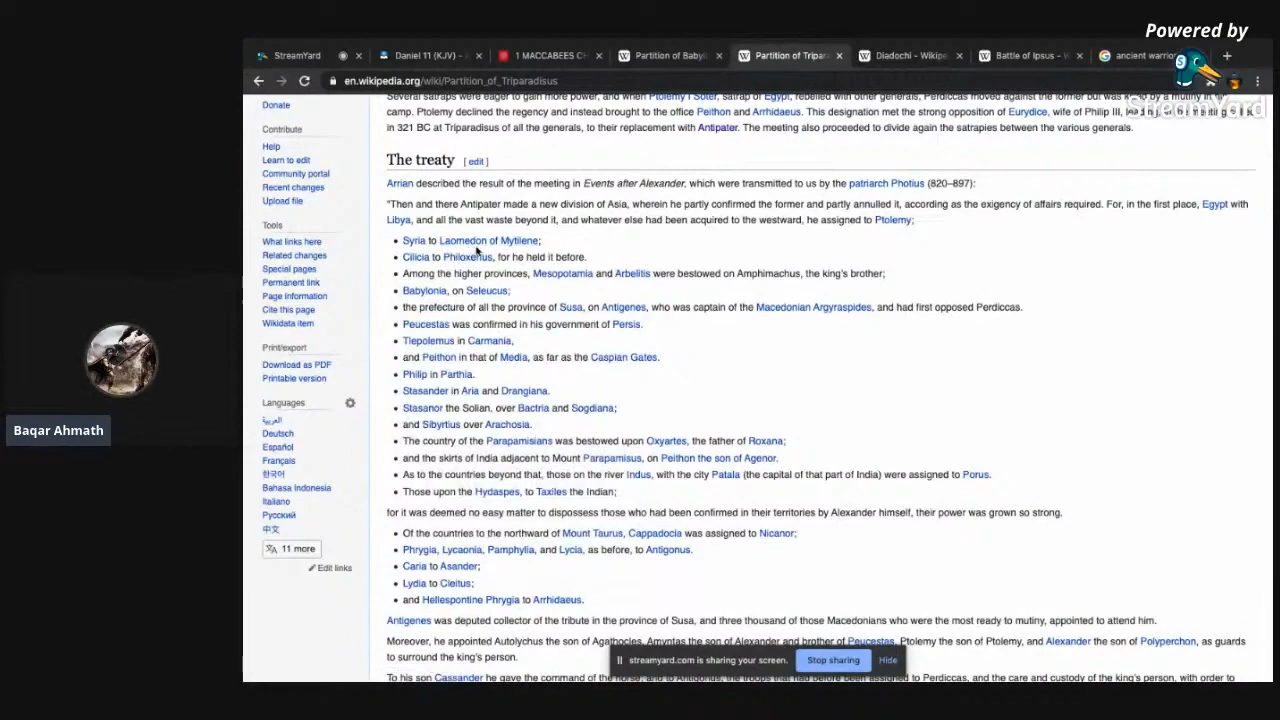 Powered by
StreamYard
StreamYard
Daniel 11 (KJV) -
1 MACCABEES CH
Partition of Baby
Partition of Tripar
Diadochi - Wikipe
Battle of Ipsus - W
ancient warrio
en.wikipedia.org/wiki/Partition_of_Triparadisus
Donate
Contribute
Help
Learn to edit
Community portal
Recent changes
Upload file
Tools
What links here
Related changes
Special pages
Permanent link
Page information
Cite this page
Wikidata item
Print/export
Download as PDF
Printable version
Languages
العربية
Deutsch
Español
Français
한국어
Bahasa Indonesia
Italiano
Русский
中文
11 more
Edit links
Several satraps were eager to gain more power, and when Ptolemy I Soter, satrap of Egypt, rebelled with other generals, Perdiccas moved against the former but was
camp. Ptolemy declined the regency and instead brought to the office Peithon and Arrhidaeus. This designation met the strong opposition of Eurydice, wife of Philip III,
in 321 BC at Triparadisus of all the generals, to their replacement with Antipater. The meeting also proceeded to divide again the satrapies between the various generals.
The treaty [ edit ]
Arrian described the result of the meeting in Events after Alexander, which were transmitted to us by the patriarch Photius (820–897):
"Then and there Antipater made a new division of Asia, wherein he partly confirmed the former and partly annulled it, according as the exigency of affairs required. For, in the first place, Egypt with
Libya, and all the vast waste beyond it, and whatever else had been acquired to the westward, he assigned to Ptolemy;
• Syria to Laomedon of Mytilene;
• Cilicia to Philoxenus, for he held it before.
• Among the higher provinces, Mesopotamia and Arbelitis were bestowed on Amphimachus, the king's brother;
• Babylonia, on Seleucus;
• the prefecture of all the province of Susa, on Antigenes, who was captain of the Macedonian Argyraspides, and had first opposed Perdiccas.
• Peucestas was confirmed in his government of Persis.
• Tlepolemus in Carmania,
• and Peithon in that of Media, as far as the Caspian Gates.
• Philip in Parthia.
• Stasander in Aria and Drangiana.
• Stasanor the Solian, over Bactria and Sogdiana;
• and Sibyrtius over Arachosia.
• The country of the Parapamisians was bestowed upon Oxyartes, the father of Roxana;
• and the skirts of India adjacent to Mount Parapamisus, on Peithon the son of Agenor.
• As to the countries beyond that, those on the river Indus, with the city Patala (the capital of that part of India) were assigned to Porus.
• Those upon the Hydaspes, to Taxiles the Indian;
for it was deemed no easy matter to dispossess those who had been confirmed in their territories by Alexander himself, their power was grown so strong.
• Of the countries to the northward of Mount Taurus, Cappadocia was assigned to Nicanor;
• Phrygia, Lycaonia, Pamphylia, and Lycia, as before, to Antigonus.
• Caria to Asander;
• Lydia to Cleitus;
• and Hellespontine Phrygia to Arrhidaeus.
Antigenes was deputed collector of the tribute in the province of Susa, and three thousand of those Macedonians who were the most ready to mutiny, appointed to attend him.
Moreover, he appointed Autolychus the son of Agathocles, Amyntas the son of Alexander and brother of Peucestas, Ptolemy the son of Ptolemy, and Alexander the son of Polyperchon, as guards
to surround the king's person.
To his son Cassander he gave the command of the horse, and to Antigonus, the troops that had before been assigned to Perdiccas, and the care and custody of the king's person, with order to
streamyard.com is sharing your screen.
Stop sharing
Hide
Baqar Ahmath